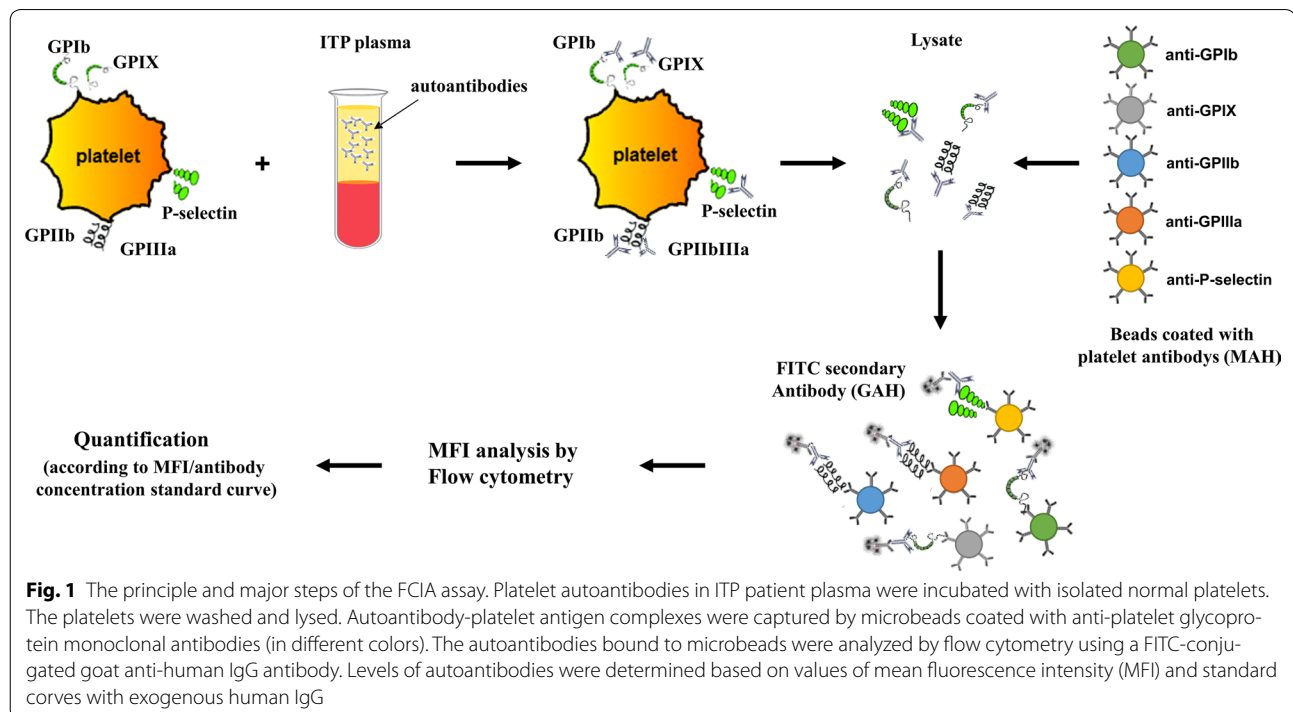 GPIb
GPIX
platelet
P-selectin
GPIIb
GPIIIa
+
ITP plasma
autoantibodies
GPIb
GPIX
platelet
P-selectin
GPIIb
GPIIbIIIa
Lysate
anti-GPIb
anti-GPIX
anti-GPIIb
anti-GPIIIa
anti-P-selectin
Beads coated with
platelet antibodys (MAH)
FITC secondary
Antibody (GAH)
MFI analysis by
Flow cytometry
Quantification
(according to MFI/antibody
concentration standard curve)
Fig. 1 The principle and major steps of the FCIA assay. Platelet autoantibodies in ITP patient plasma were incubated with isolated normal platelets.
The platelets were washed and lysed. Autoantibody-platelet antigen complexes were captured by microbeads coated with anti-platelet glycopro-
tein monoclonal antibodies (in different colors). The autoantibodies bound to microbeads were analyzed by flow cytometry using a FITC-conju-
gated goat anti-human IgG antibody. Levels of autoantibodies were determined based on values of mean fluorescence intensity (MFI) and standard
corves with exogenous human IgG